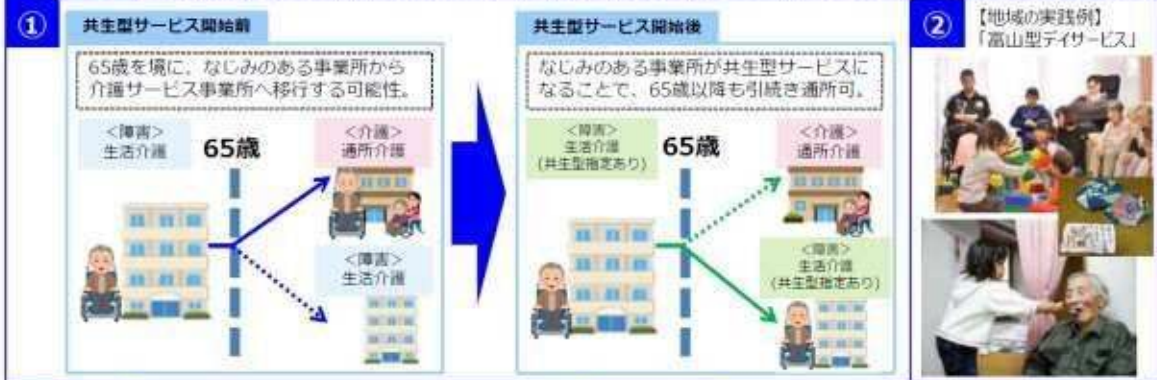 ①
共生型サービス開始前
65歳を境に、なじみのある事業所から
介護サービス事業所へ移行する可能性。
<障害>
生活介護
65歳
<介護>
通所介護
<障害>
生活介護
共生型サービス開始後
なじみのある事業所が共生型サービスに
なることで、65歳以降も引続き通所可。
<障害>
生活介護
(共生型指定あり)
65歳
<介護>
通所介護
<障害>
生活介護
(共生型指定あり)
②
【地域の実践例】
「富山型デイサービス」